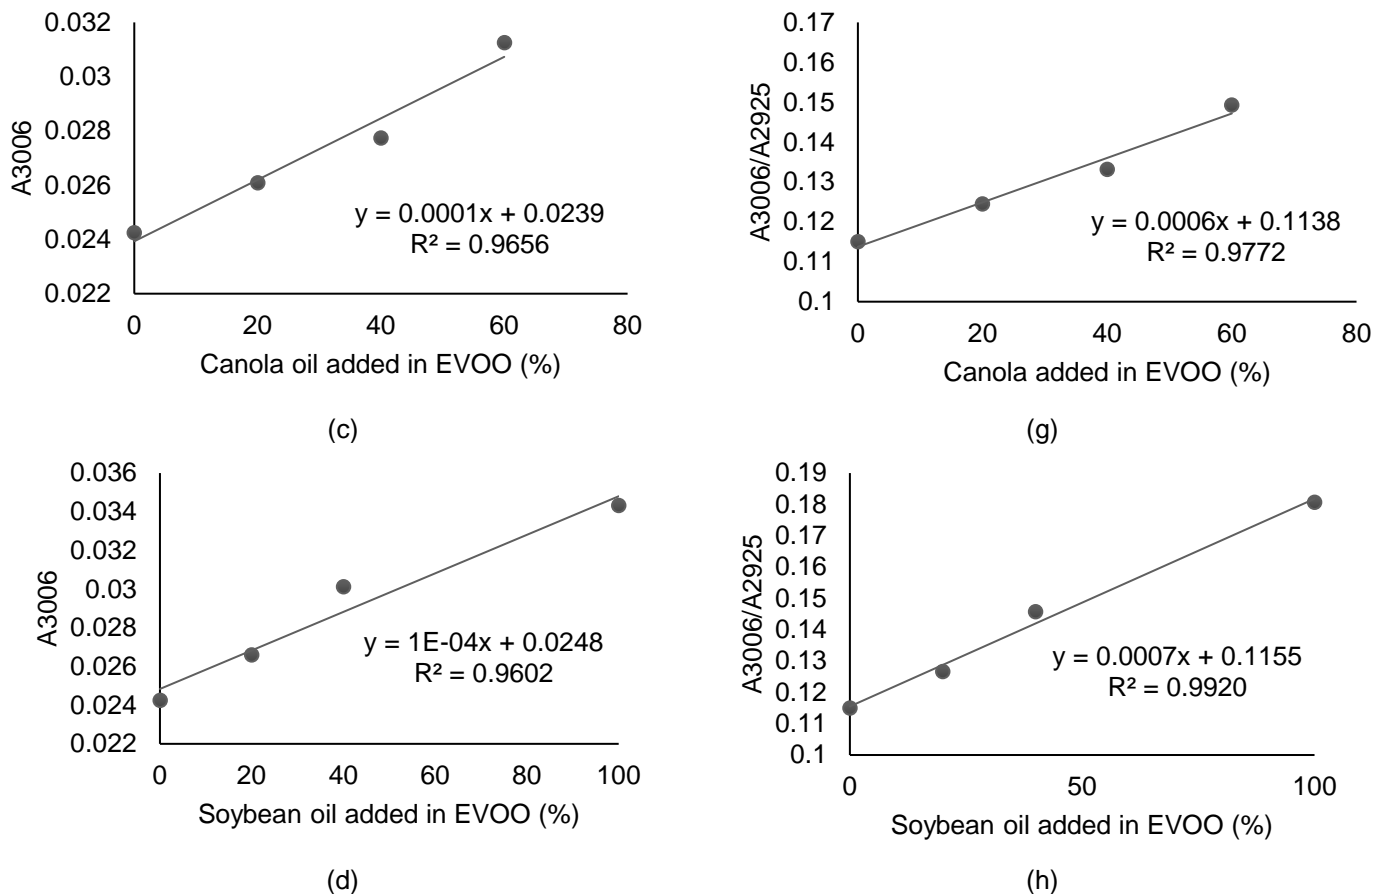 A3006
0.032
0.03
0.028
0.026
0.024
0.022
y = 0.0001x + 0.0239
R² = 0.9656
0 20 40 60 80
Canola oil added in EVOO (%)
(c)
A3006/A2925
0.17
0.16
0.15
0.14
0.13
0.12
0.11
0.1
y = 0.0006x + 0.1138
R² = 0.9772
0 20 40 60 80
Canola added in EVOO (%)
(g)
A3006
0.036
0.034
0.032
0.03
0.028
0.026
0.024
0.022
y = 1E-04x + 0.0248
R² = 0.9602
0 20 40 60 80 100
Soybean oil added in EVOO (%)
(d)
A3006/A2925
0.19
0.18
0.17
0.16
0.15
0.14
0.13
0.12
0.11
0.1
y = 0.0007x + 0.1155
R² = 0.9920
0 50 100
Soybean oil added in EVOO (%)
(h)